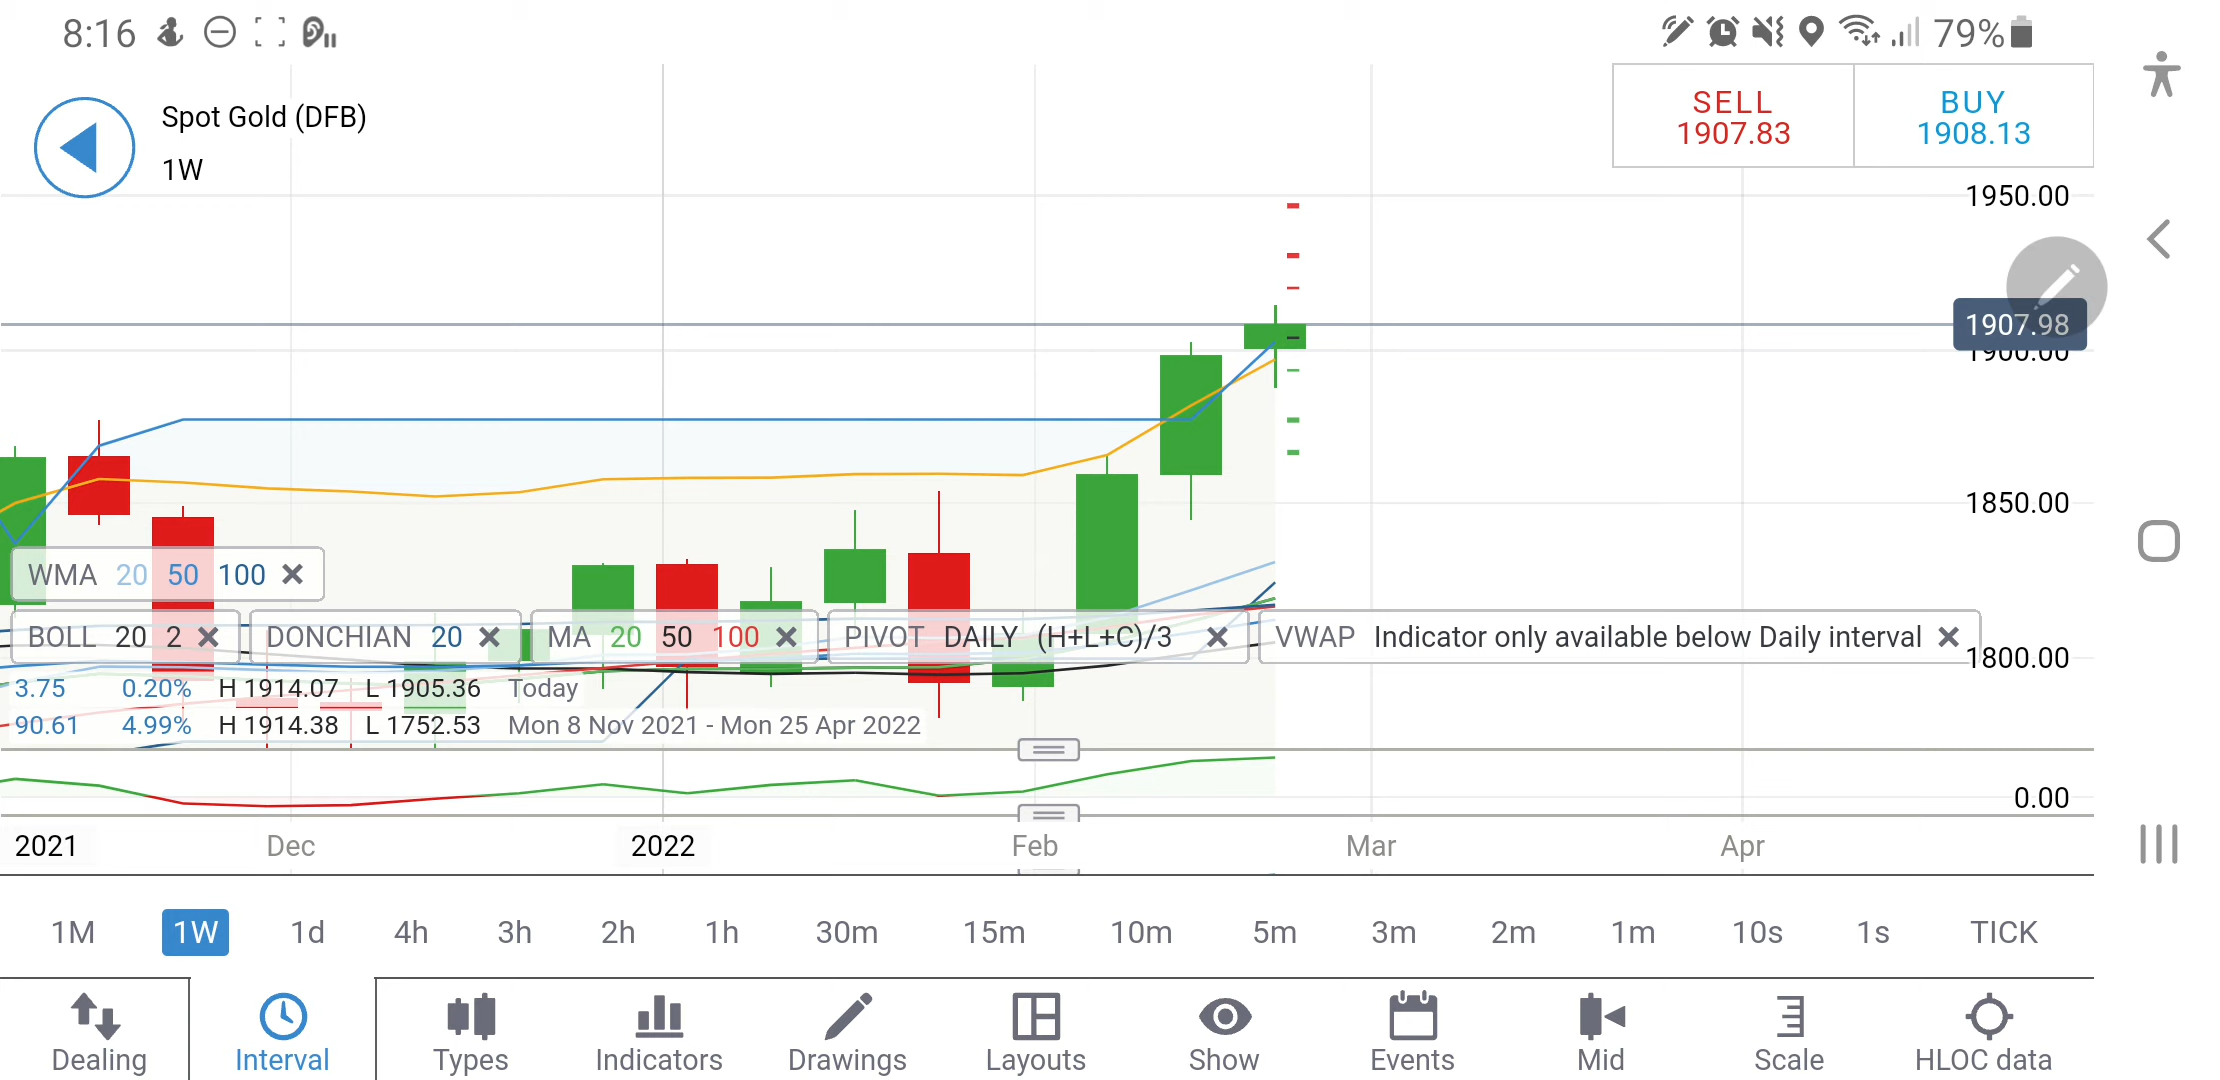 8:16
79%
Spot Gold (DFB)
1W
SELL
1907.83
BUY
1908.13
1950.00
1907.98
1900.00
1850.00
WMA 20 50 100
BOLL 20 2
DONCHIAN 20
MA 20 50 100
PIVOT DAILY (H+L+C)/3
VWAP Indicator only available below Daily interval
1800.00
3.75 0.20% H 1914.07 L 1905.36 Today
90.61 4.99% H 1914.38 L 1752.53 Mon 8 Nov 2021 - Mon 25 Apr 2022
0.00
2021 Dec 2022 Feb Mar Apr
1M 1W 1d 4h 3h 2h 1h 30m 15m 10m 5m 3m 2m 1m 10s 1s TICK
Dealing Interval Types Indicators Drawings Layouts Show Events Mid Scale HLOC data